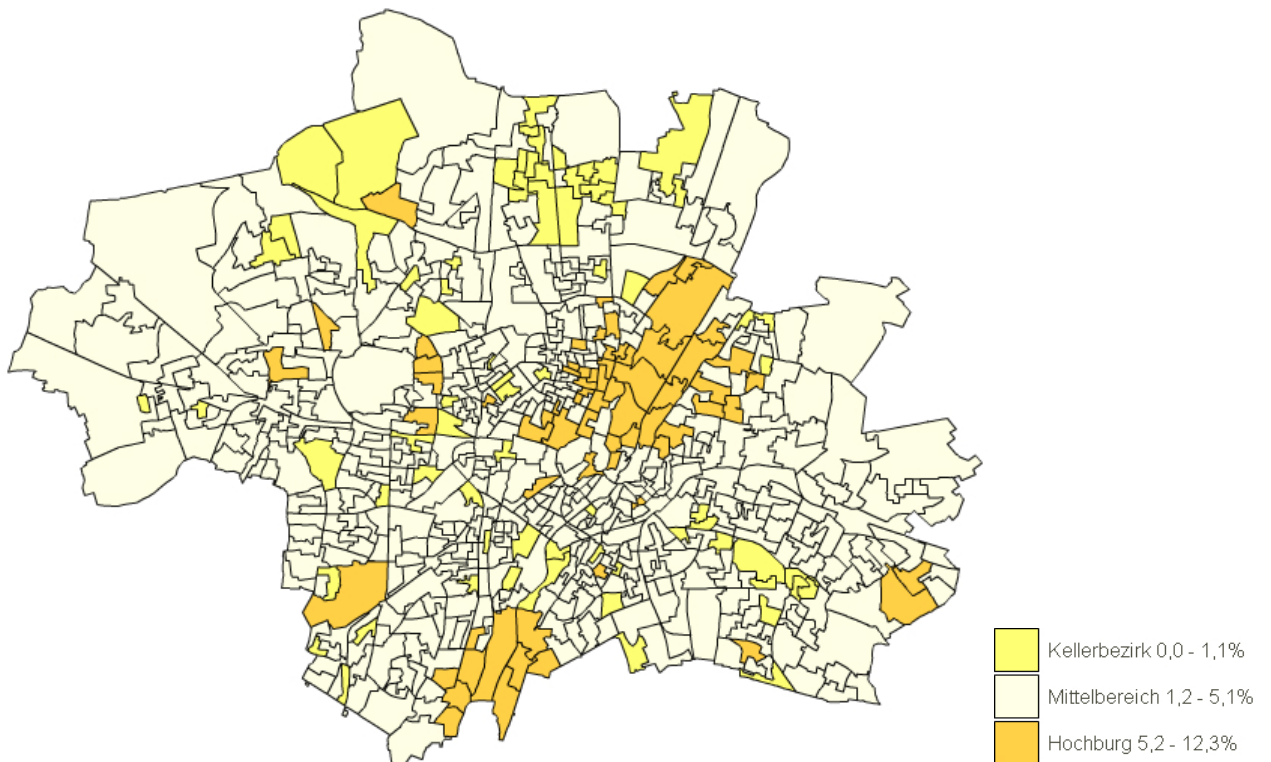 Kellerbezirk 0,0 - 1,1%
Mittelbereich 1,2 - 5,1%
Hochburg 5,2 - 12,3%